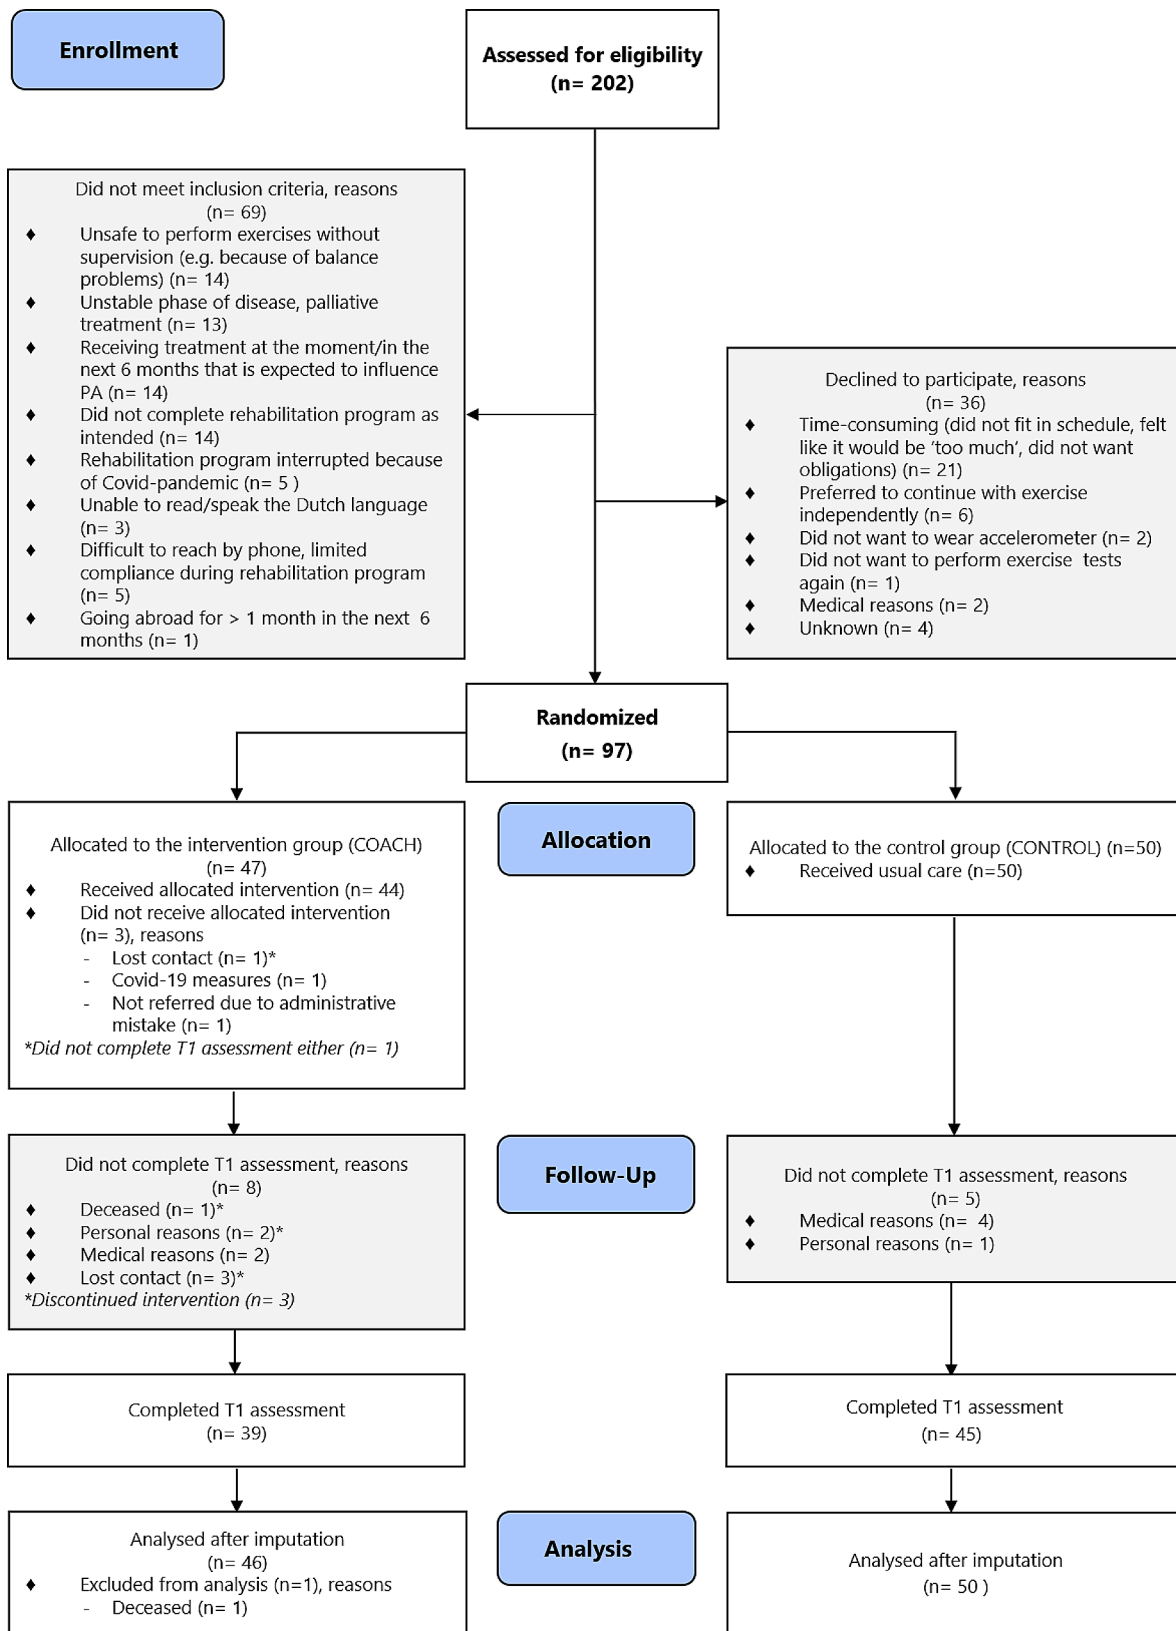 Enrollment
Assessed for eligibility
(n= 202)
Did not meet inclusion criteria, reasons
(n= 69)
♦ Unsafe to perform exercises without
supervision (e.g. because of balance
problems) (n= 14)
♦ Unstable phase of disease, palliative
treatment (n= 13)
♦ Receiving treatment at the moment/in the
next 6 months that is expected to influence
PA (n= 14)
♦ Did not complete rehabilitation program as
intended (n= 14)
♦ Rehabilitation program interrupted because
of Covid-pandemic (n= 5 )
♦ Unable to read/speak the Dutch language
(n= 3)
♦ Difficult to reach by phone, limited
compliance during rehabilitation program
(n= 5)
♦ Going abroad for > 1 month in the next 6
months (n= 1)
Declined to participate, reasons
(n= 36)
♦ Time-consuming (did not fit in schedule, felt
like it would be ‘too much’, did not want
obligations) (n= 21)
♦ Preferred to continue with exercise
independently (n= 6)
♦ Did not want to wear accelerometer (n= 2)
♦ Did not want to perform exercise tests
again (n= 1)
♦ Medical reasons (n= 2)
♦ Unknown (n= 4)
Randomized
(n= 97)
Allocation
Allocated to the intervention group (COACH)
(n= 47)
♦ Received allocated intervention (n= 44)
♦ Did not receive allocated intervention
(n= 3), reasons
- Lost contact (n= 1)*
- Covid-19 measures (n= 1)
- Not referred due to administrative
mistake (n= 1)
*Did not complete T1 assessment either (n= 1)
Allocated to the control group (CONTROL) (n=50)
♦ Received usual care (n=50)
Follow-Up
Did not complete T1 assessment, reasons
(n= 8)
♦ Deceased (n= 1)*
♦ Personal reasons (n= 2)*
♦ Medical reasons (n= 2)
♦ Lost contact (n= 3)*
*Discontinued intervention (n= 3)
Did not complete T1 assessment, reasons
(n= 5)
♦ Medical reasons (n= 4)
♦ Personal reasons (n= 1)
Completed T1 assessment
(n= 39)
Completed T1 assessment
(n= 45)
Analysis
Analysed after imputation
(n= 46)
♦ Excluded from analysis (n=1), reasons
- Deceased (n= 1)
Analysed after imputation
(n= 50 )